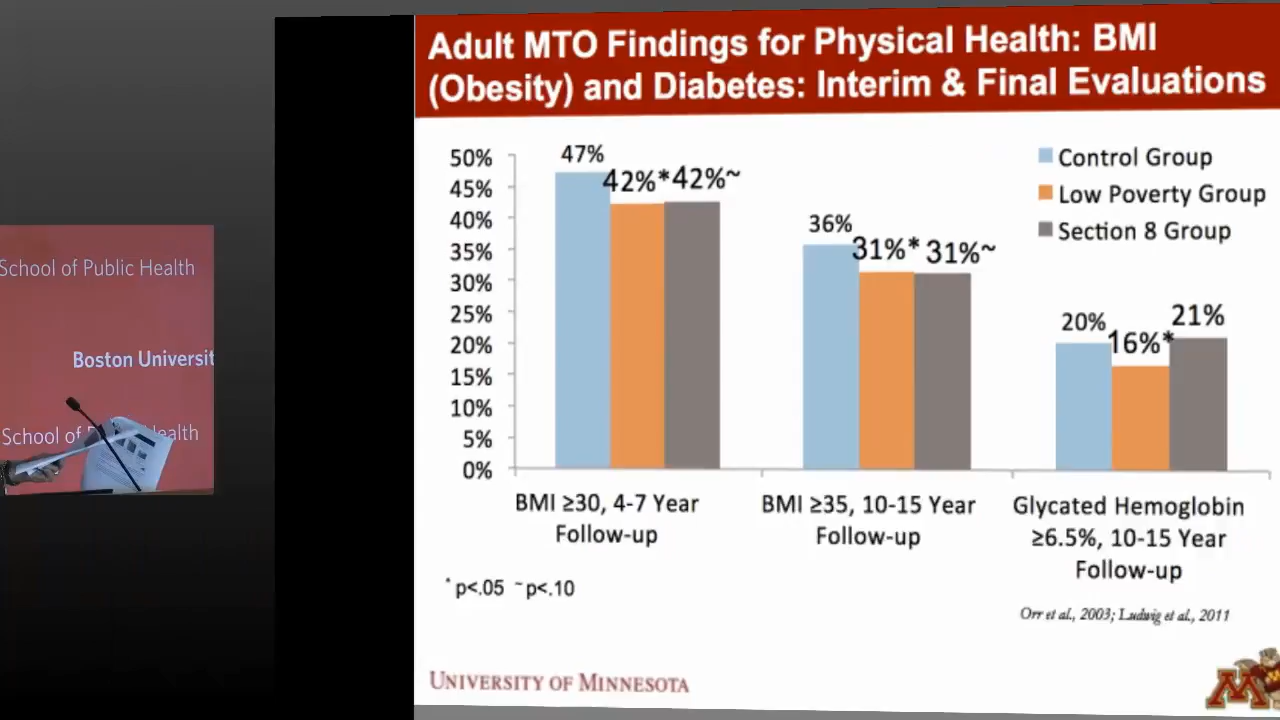 School of Public Health
Boston Universit
School of
ealth
Adult MTO Findings for Physical Health: BMI
(Obesity) and Diabetes: Interim & Final Evaluations
50%
45%
40%
35%
30%
25%
20%
15%
10%
5%
0%
47%
42%*
42%~
36%
31%*
31%~
20%
16%*
21%
Control Group
Low Poverty Group
Section 8 Group
BMI ≥30, 4-7 Year
Follow-up
BMI ≥35, 10-15 Year
Follow-up
Glycated Hemoglobin
≥6.5%, 10-15 Year
Follow-up
* p<.05 ~p<.10
Orr et al., 2003; Ludwig et al., 2011
UNIVERSITY OF MINNESOTA
M